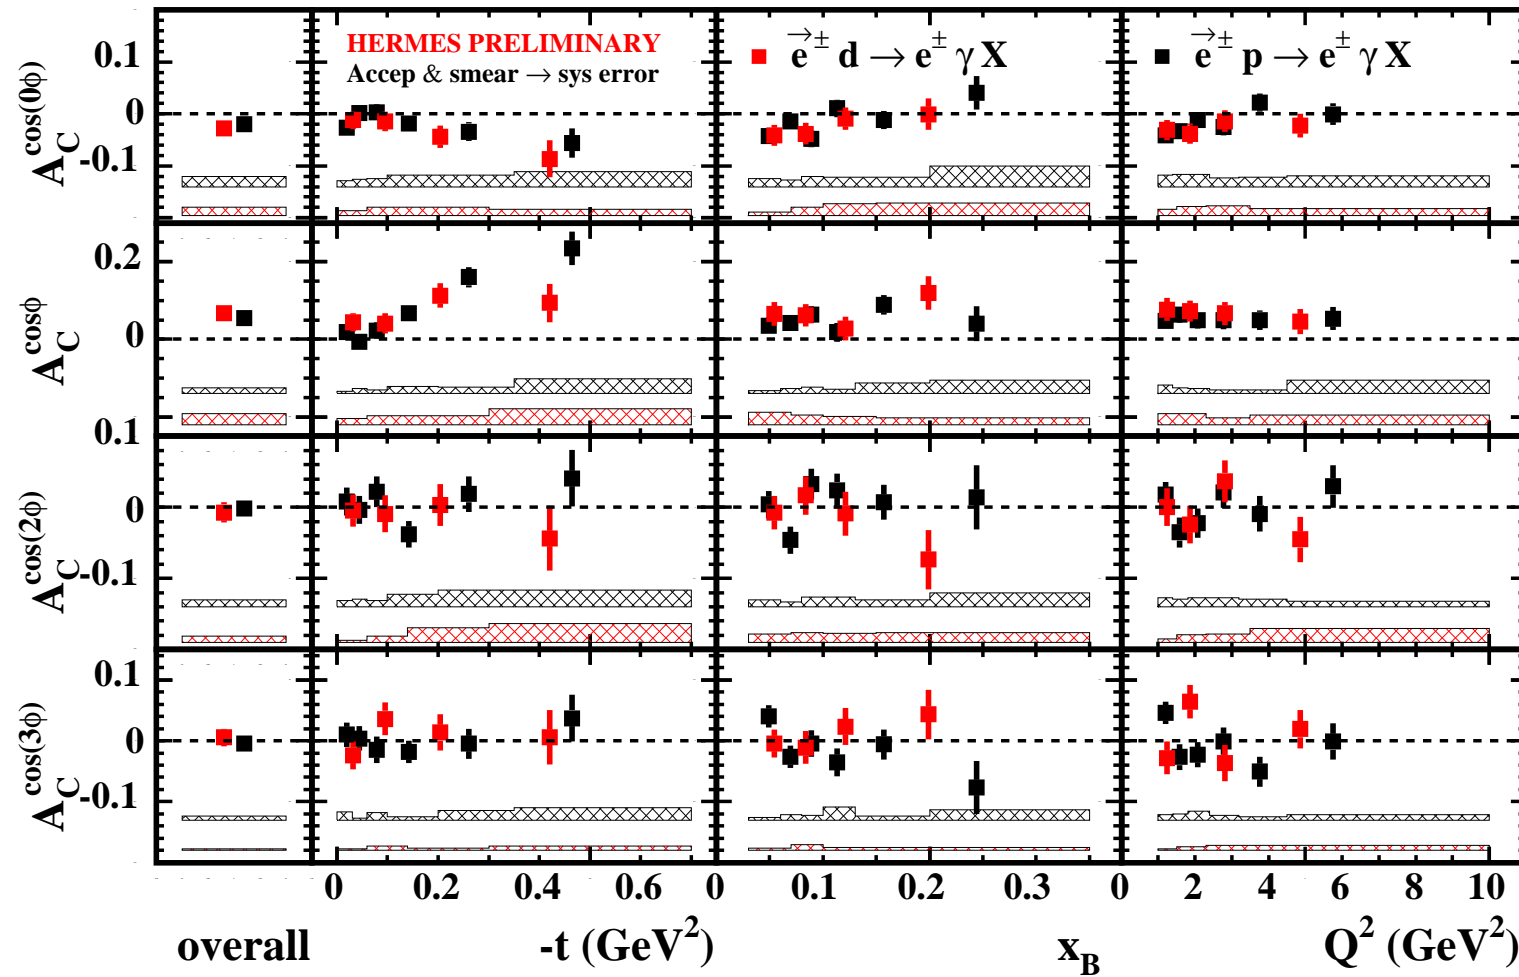 HERMES PRELIMINARY
Accep & smear → sys error
e⃗± d → e± γ X
e⃗± p → e± γ X
A_C^cos(0ϕ)
0.1
0
-0.1
A_C^cosϕ
0.2
0
A_C^cos(2ϕ)
0.1
0
-0.1
A_C^cos(3ϕ)
0.1
0
-0.1
0 0.2 0.4 0.6 0 0.1 0.2 0.3 0 2 4 6 8 10
overall -t (GeV²) x_B Q² (GeV²)